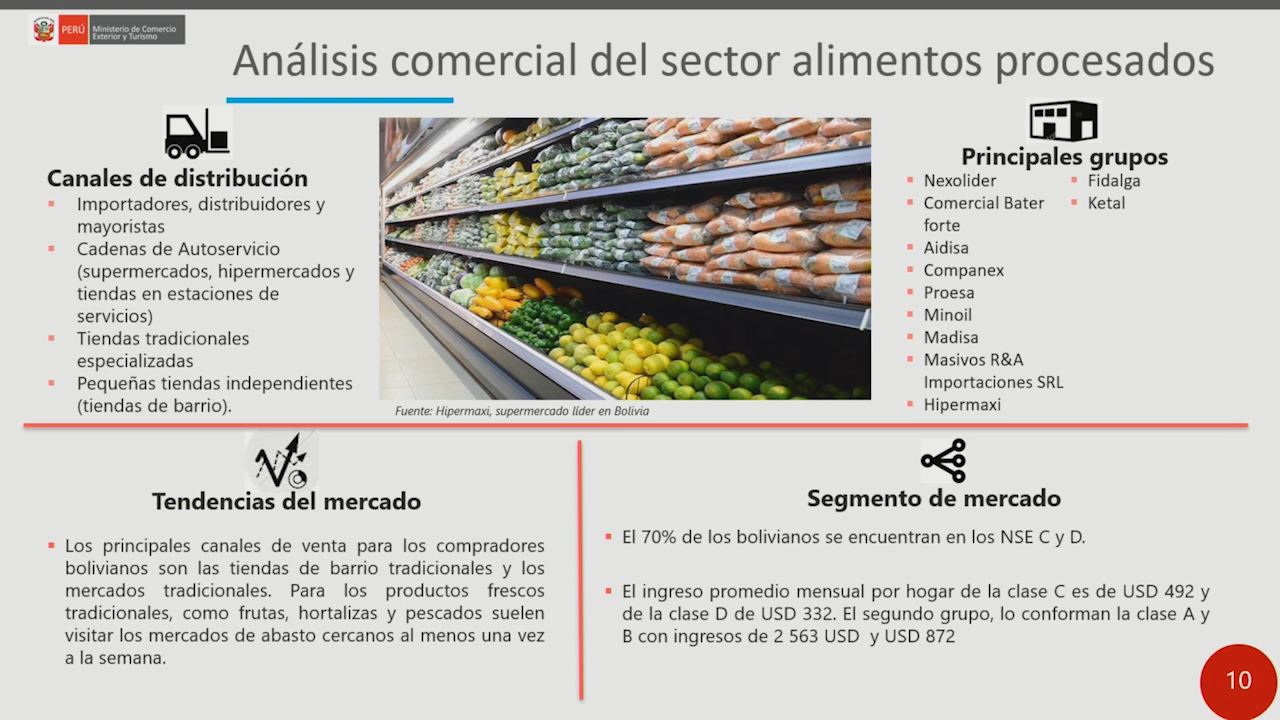 PERÚ
Ministerio de Comercio
Exterior y Turismo
Análisis comercial del sector alimentos procesados
Canales de distribución
Importadores, distribuidores y
mayoristas
Cadenas de Autoservicio
(supermercados, hipermercados y
tiendas en estaciones de
servicios)
Tiendas tradicionales
especializadas
Pequeñas tiendas independientes
(tiendas de barrio).
Fuente: Hipermaxi, supermercado líder en Bolivia
Principales grupos
Nexolider
Comercial Bater
forte
Aidisa
Companex
Proesa
Minoil
Madisa
Masivos R&A
Importaciones SRL
Hipermaxi
Fidalga
Ketal
Tendencias del mercado
Los principales canales de venta para los compradores
bolivianos son las tiendas de barrio tradicionales y los
mercados tradicionales. Para los productos frescos
tradicionales, como frutas, hortalizas y pescados suelen
visitar los mercados de abasto cercanos al menos una vez
a la semana.
Segmento de mercado
El 70% de los bolivianos se encuentran en los NSE C y D.
El ingreso promedio mensual por hogar de la clase C es de USD 492 y
de la clase D de USD 332. El segundo grupo, lo conforman la clase A y
B con ingresos de 2 563 USD y USD 872
10